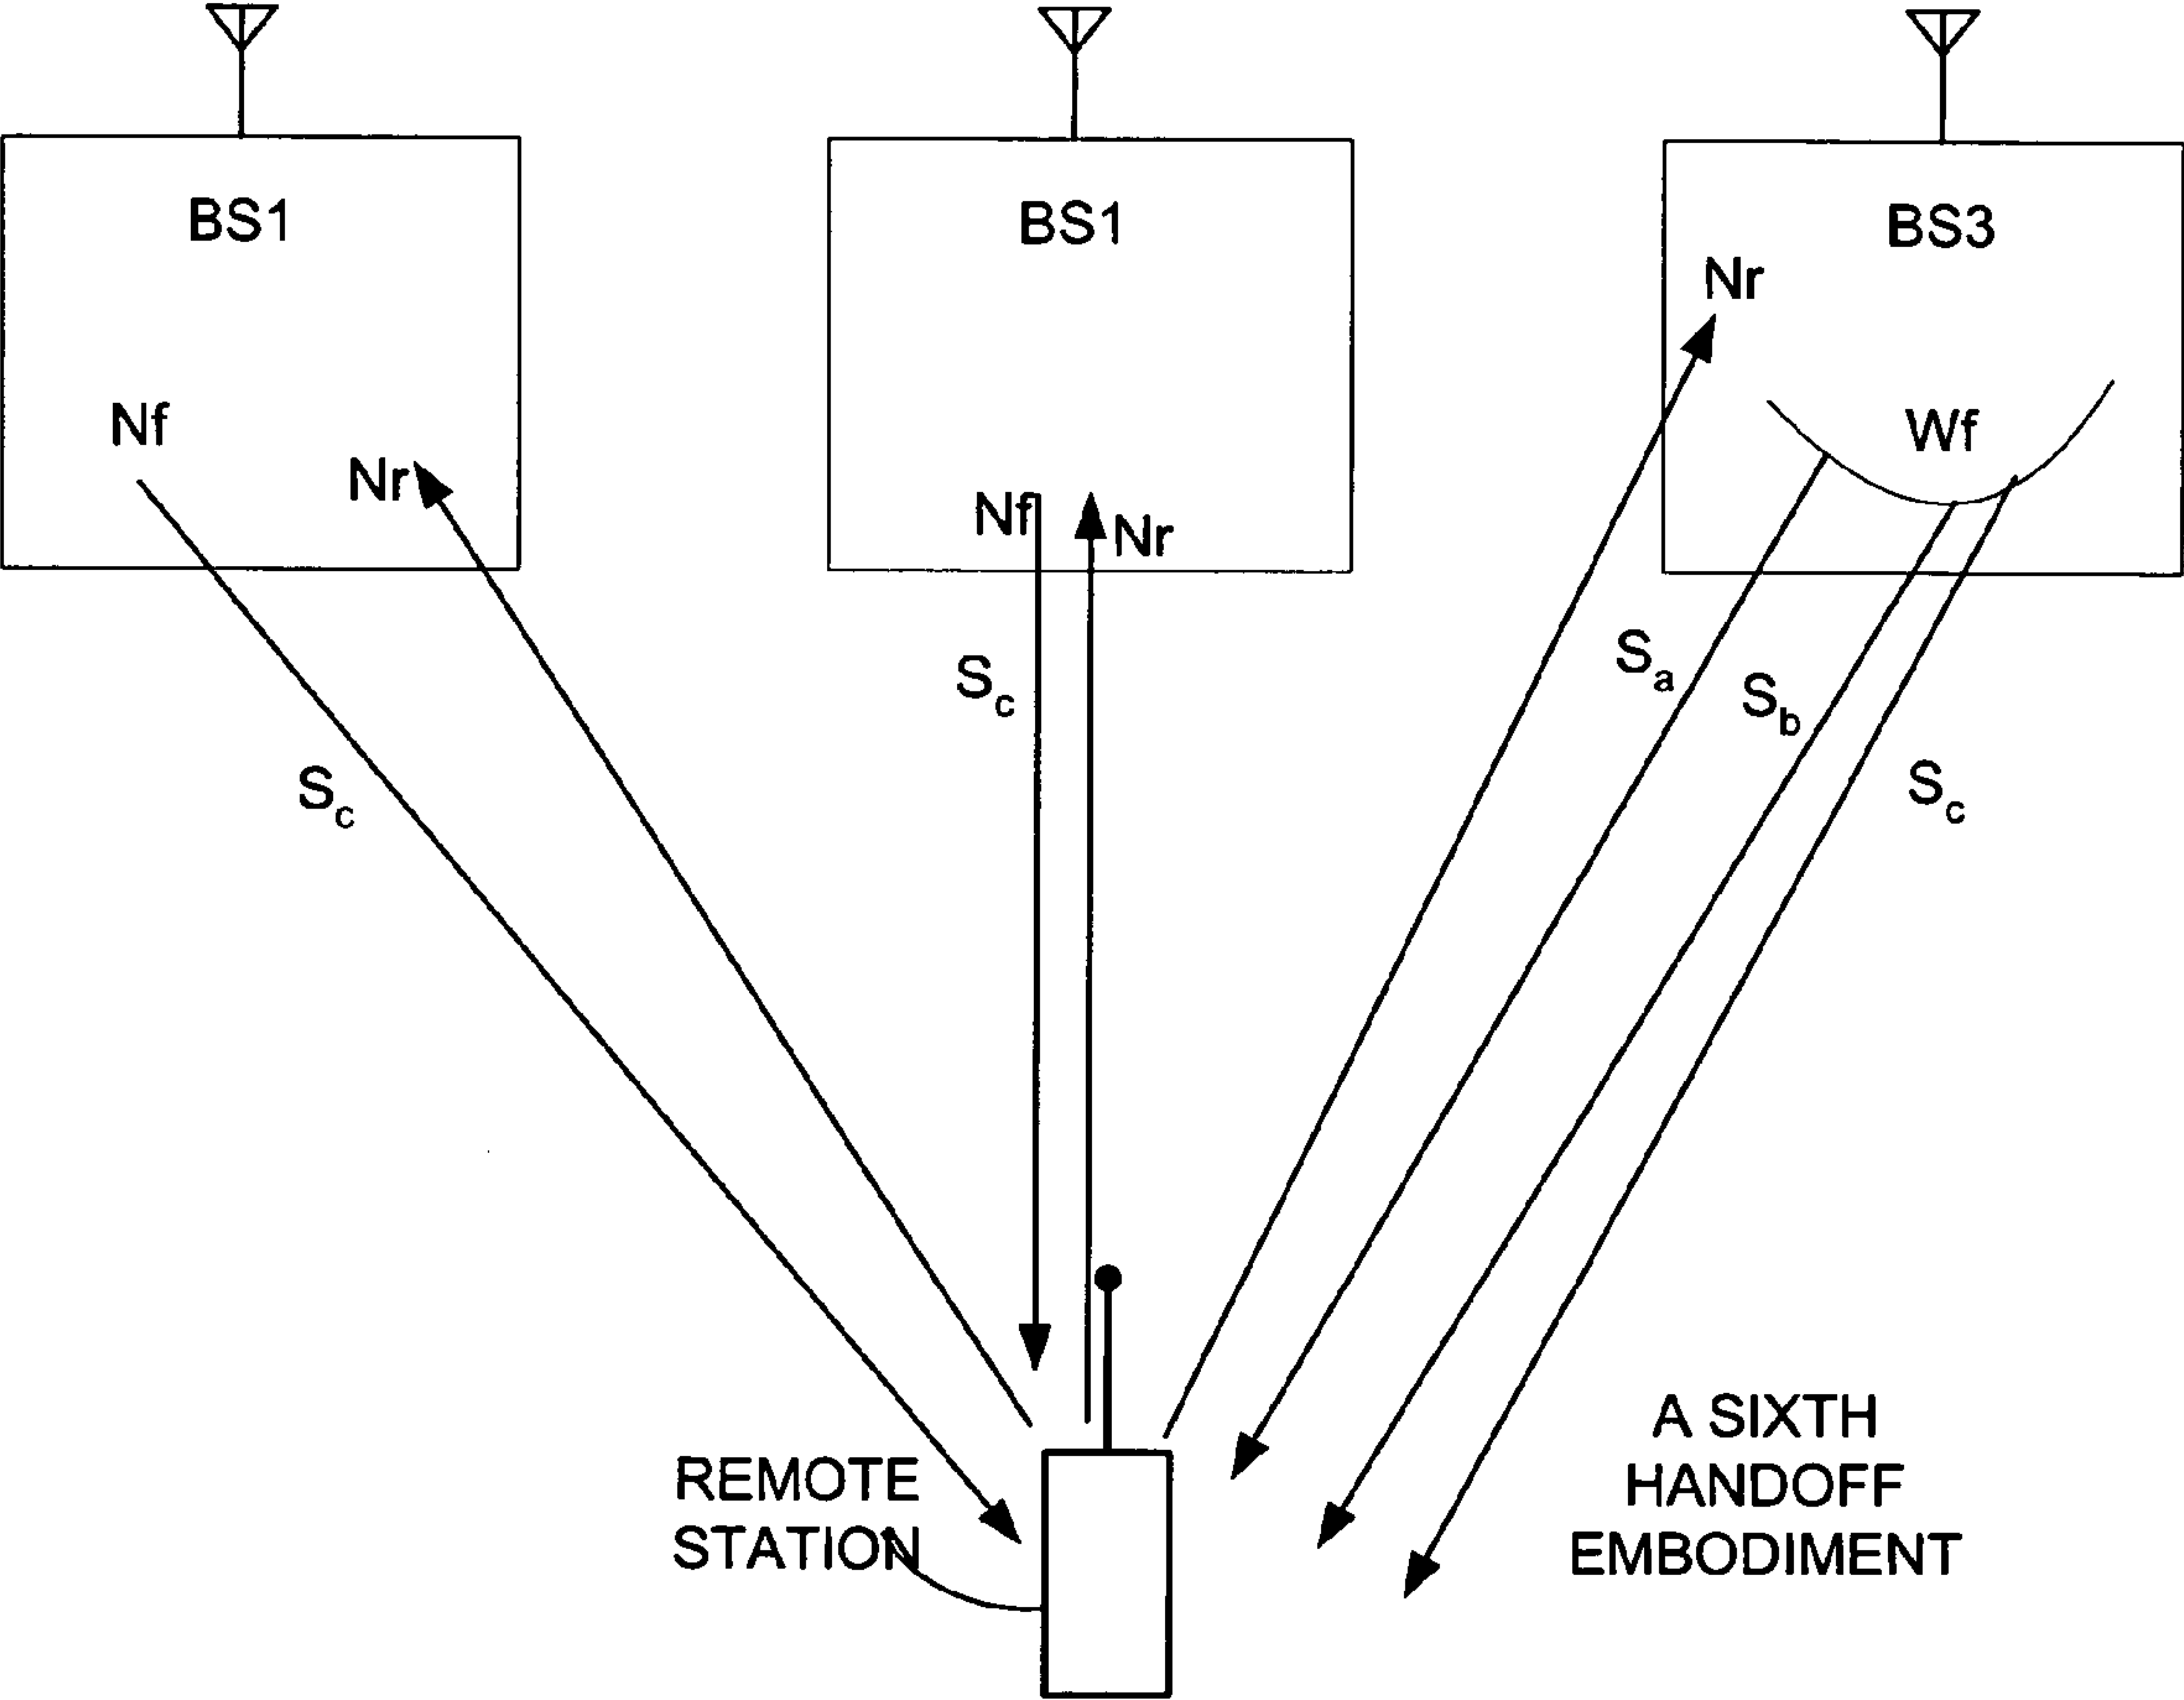 BS1
BS1
BS3
Nr
Nf
Nr
Nf
Nr
Wf
Sc
Sc
Sa
Sb
Sc
REMOTE
STATION
A SIXTH
HANDOFF
EMBODIMENT